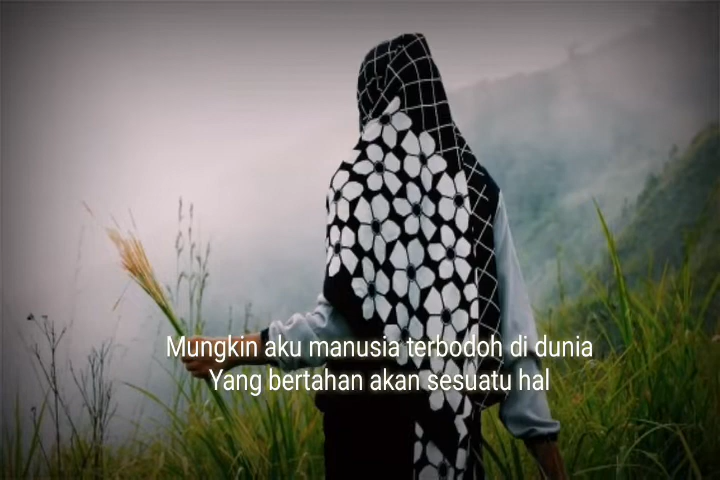 Mungkin aku manusia terbodoh di dunia
Yang bertahan akan sesuatu hal